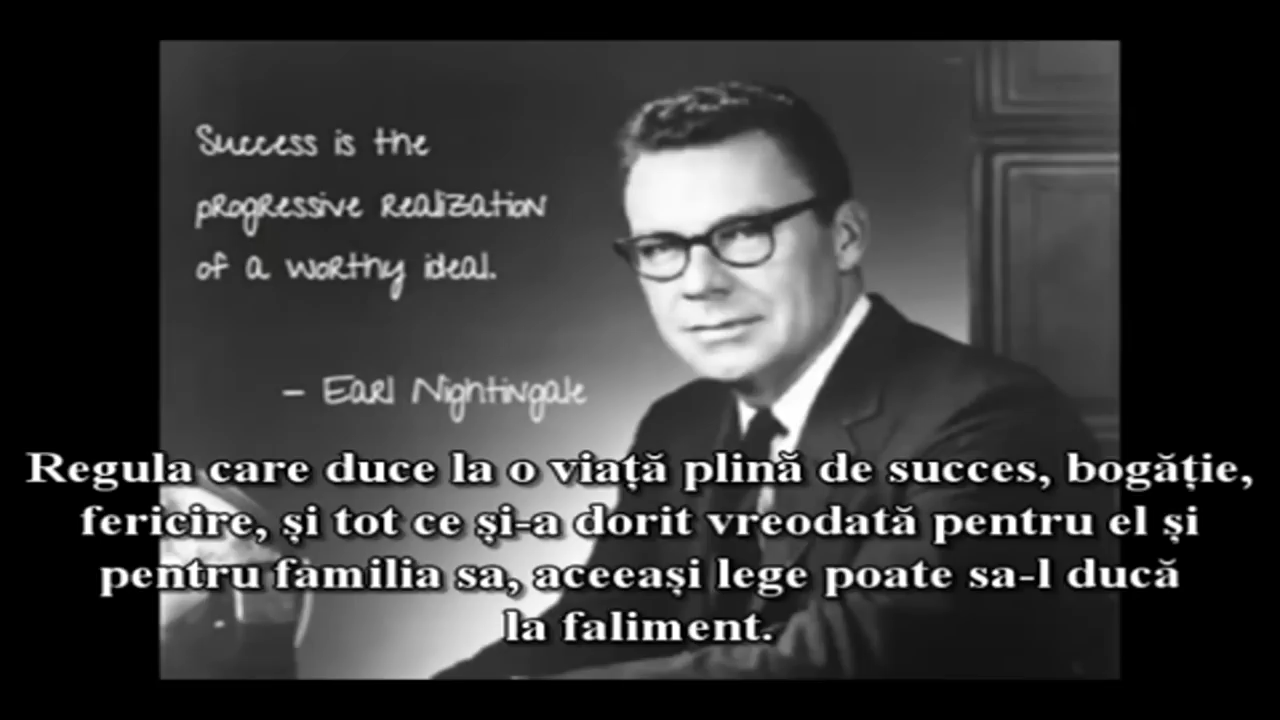 Success is the
progressive realization
of a worthy ideal.
- Earl Nightingale
Regula care duce la o viață plină de succes, bogăție,
fericire, și tot ce și-a dorit vreodată pentru el și
pentru familia sa, aceeași lege poate sa-l ducă
la faliment.